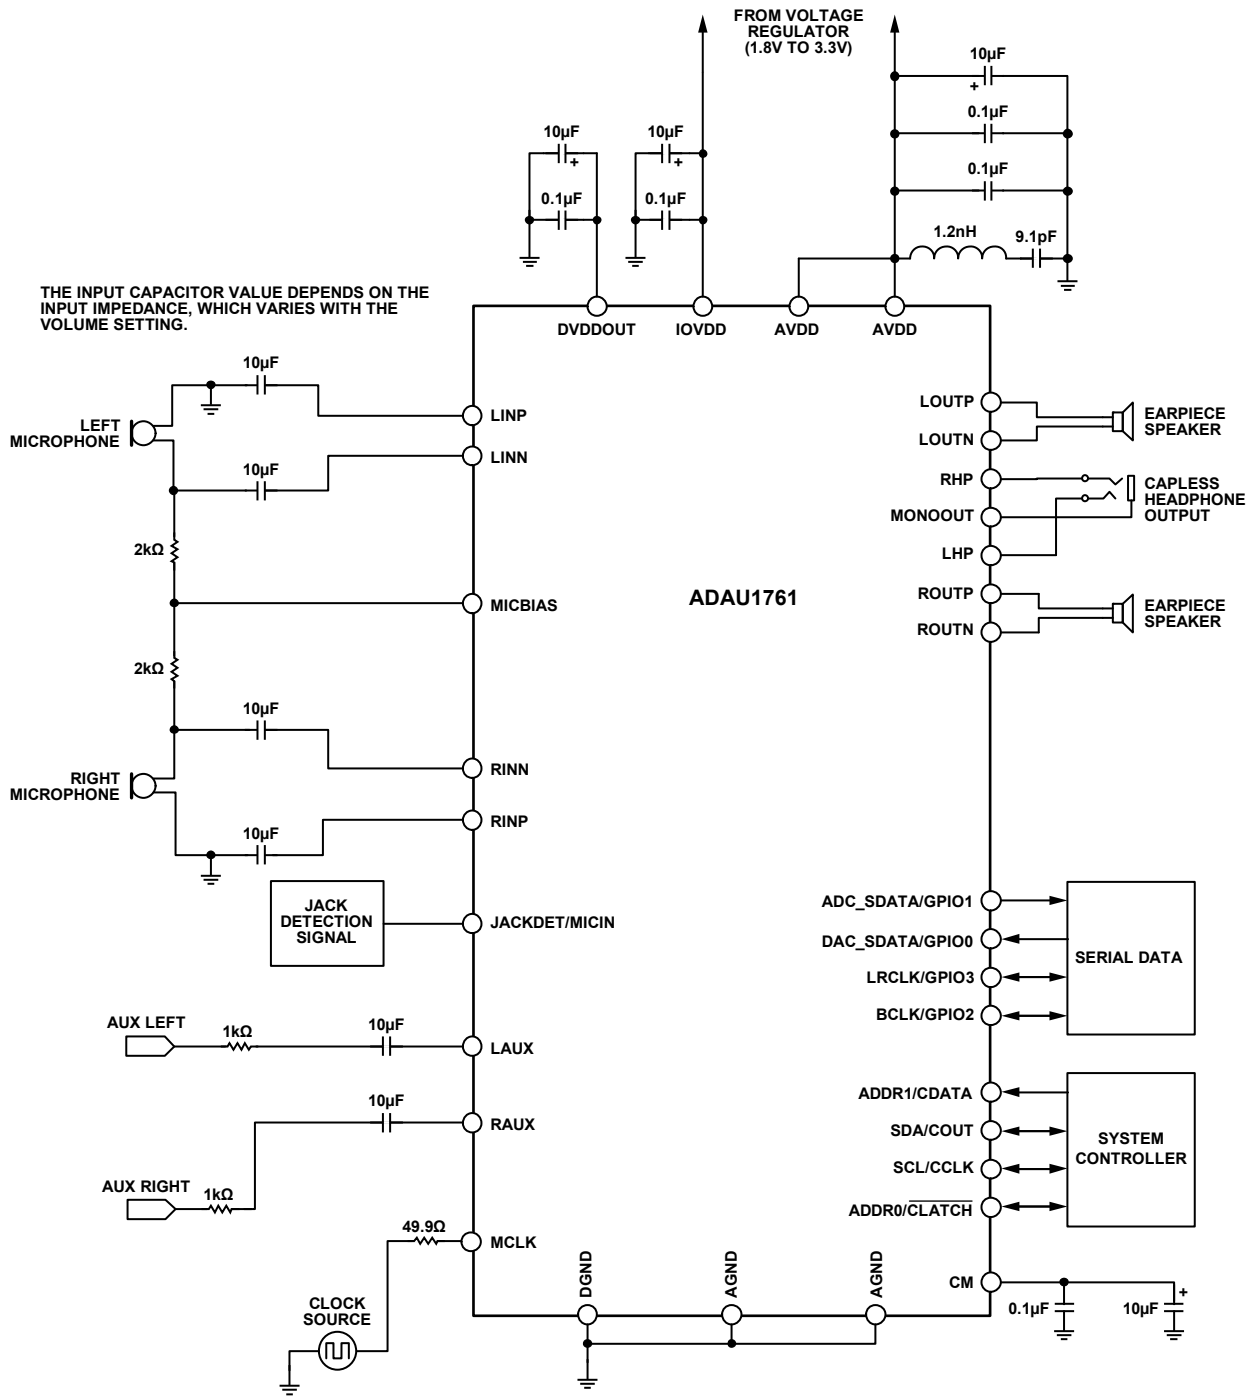 FROM VOLTAGE
REGULATOR
(1.8V TO 3.3V)
10µF
+
0.1µF
0.1µF
10µF
+
10µF
+
0.1µF
0.1µF
1.2nH
9.1pF
THE INPUT CAPACITOR VALUE DEPENDS ON THE
INPUT IMPEDANCE, WHICH VARIES WITH THE
VOLUME SETTING.
DVDDOUT
IOVDD
AVDD
AVDD
10µF
LEFT
MICROPHONE
LINP
10µF
LINN
2kΩ
MICBIAS
2kΩ
10µF
RINN
RIGHT
MICROPHONE
10µF
RINP
JACK
DETECTION
SIGNAL
JACKDET/MICIN
AUX LEFT
1kΩ
10µF
LAUX
10µF
RAUX
AUX RIGHT
1kΩ
49.9Ω
MCLK
CLOCK
SOURCE
ADAU1761
LOUTP
LOUTN
EARPIECE
SPEAKER
RHP
MONOOUT
LHP
CAPLESS
HEADPHONE
OUTPUT
ROUTP
ROUTN
EARPIECE
SPEAKER
ADC_SDATA/GPIO1
DAC_SDATA/GPIO0
LRCLK/GPIO3
BCLK/GPIO2
SERIAL DATA
ADDR1/CDATA
SDA/COUT
SCL/CCLK
ADDR0/CLATCH
SYSTEM
CONTROLLER
DGND
AGND
AGND
CM
0.1µF
10µF
+